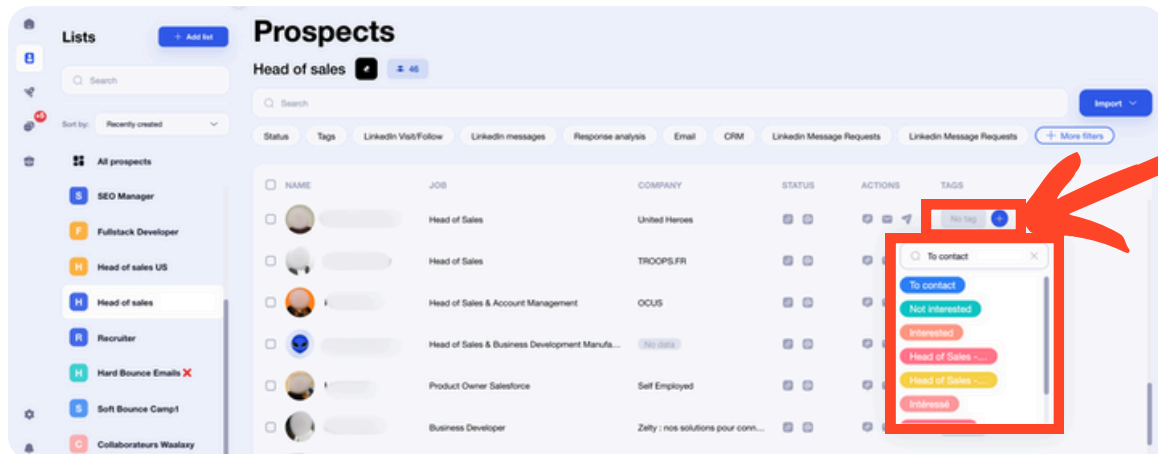 Lists
+ Add list
Search
Sort by: Recently created
All prospects
S SEO Manager
F Fullstack Developer
H Head of sales US
H Head of sales
R Recruiter
H Hard Bounce Emails ❌
S Soft Bounce Camp1
C Collaborateurs Waalaxy
+5
Prospects
Head of sales
46
Search
Import
Status Tags LinkedIn Visit/Follow LinkedIn messages Response analysis Email CRM Linkedin Message Requests Linkedin Message Requests + More filters
NAME JOB COMPANY STATUS ACTIONS TAGS
Head of Sales United Heroes No tag +
Head of Sales TROOPS.FR
Head of Sales & Account Management OCUS
Head of Sales & Business Development Manufa... No data
Product Owner Salesforce Self Employed
Business Developer Zelty : nos solutions pour conn...
To contact
To contact
Not interested
Interested
Head of Sales -...
Head of Sales -...
Intéressé